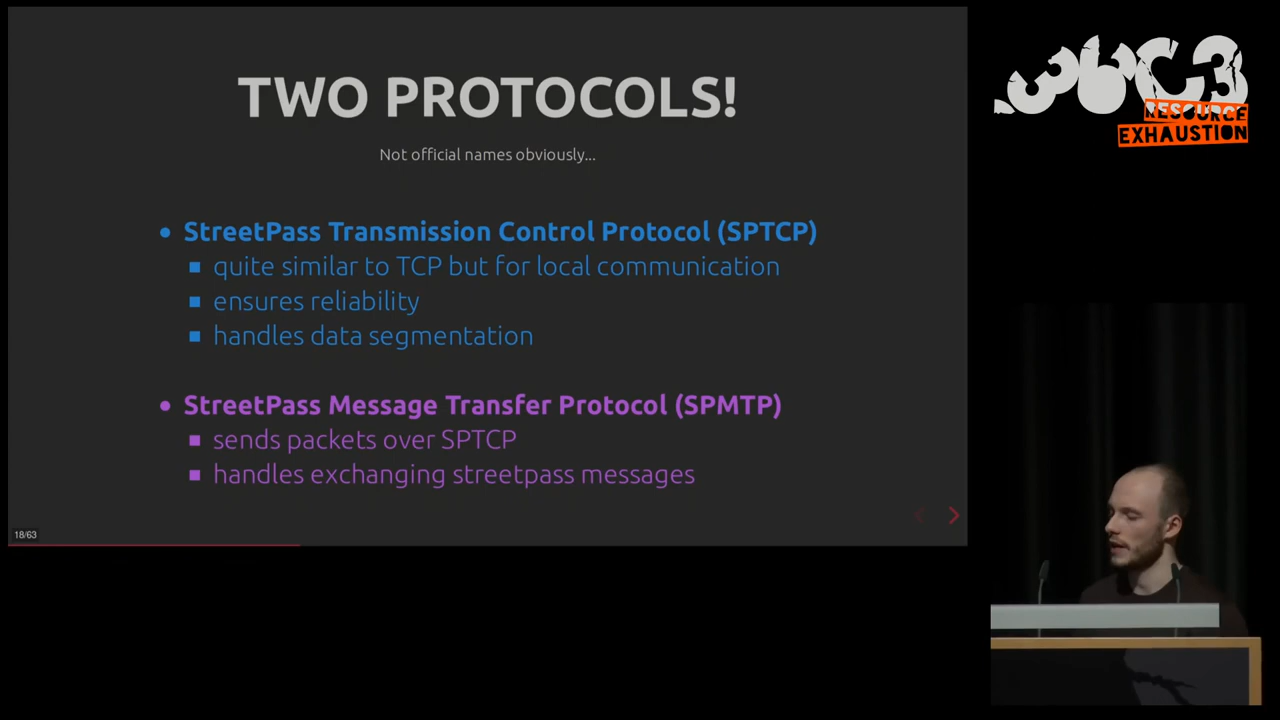 TWO PROTOCOLS!
Not official names obviously...
StreetPass Transmission Control Protocol (SPTCP)
quite similar to TCP but for local communication
ensures reliability
handles data segmentation
StreetPass Message Transfer Protocol (SPMTP)
sends packets over SPTCP
handles exchanging streetpass messages
18/63
36C3
RESOURCE
EXHAUSTION